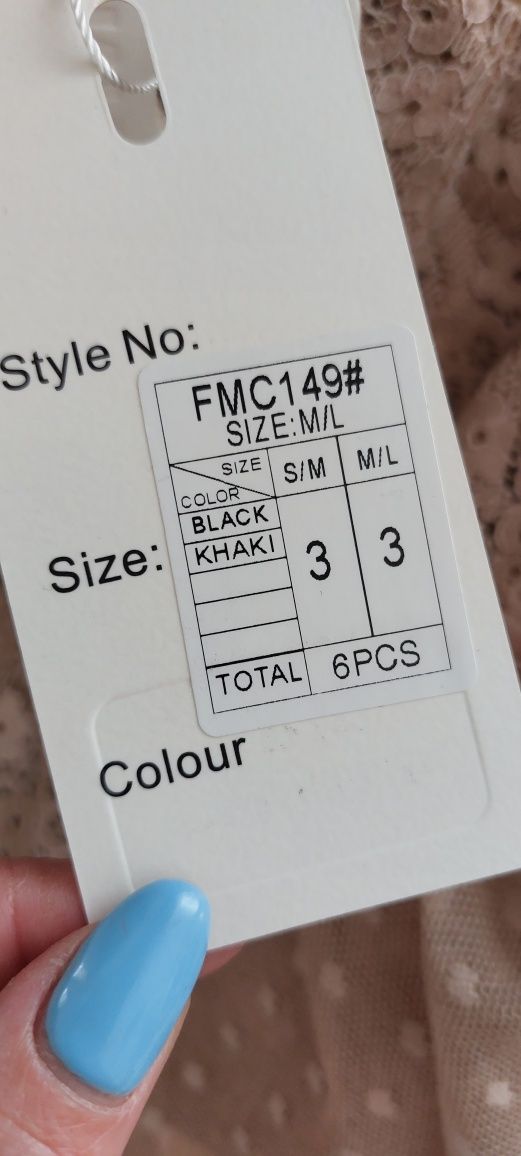 Style No:
FMC149#
SIZE:M/L
SIZE S/M M/L
COLOR
BLACK
KHAKI 3 3
Size:
TOTAL 6PCS
Colour